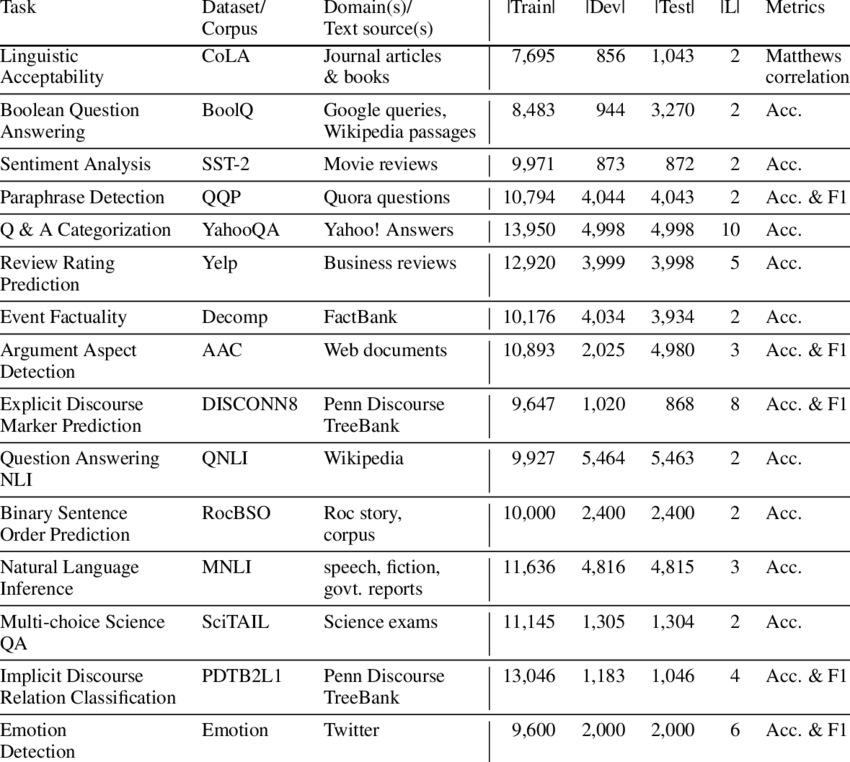 Task Dataset/ Domain(s)/ |Train| |Dev| |Test| |L| Metrics
Corpus Text source(s)
Linguistic CoLA Journal articles 7,695 856 1,043 2 Matthews
Acceptability & books correlation
Boolean Question BoolQ Google queries, 8,483 944 3,270 2 Acc.
Answering Wikipedia passages
Sentiment Analysis SST-2 Movie reviews 9,971 873 872 2 Acc.
Paraphrase Detection QQP Quora questions 10,794 4,044 4,043 2 Acc. & F1
Q & A Categorization YahooQA Yahoo! Answers 13,950 4,998 4,998 10 Acc.
Review Rating Yelp Business reviews 12,920 3,999 3,998 5 Acc.
Prediction
Event Factuality Decomp FactBank 10,176 4,034 3,934 2 Acc.
Argument Aspect AAC Web documents 10,893 2,025 4,980 3 Acc. & F1
Detection
Explicit Discourse DISCONN8 Penn Discourse 9,647 1,020 868 8 Acc. & F1
Marker Prediction TreeBank
Question Answering QNLI Wikipedia 9,927 5,464 5,463 2 Acc.
NLI
Binary Sentence RocBSO Roc story, 10,000 2,400 2,400 2 Acc.
Order Prediction corpus
Natural Language MNLI speech, fiction, 11,636 4,816 4,815 3 Acc.
Inference govt. reports
Multi-choice Science SciTAIL Science exams 11,145 1,305 1,304 2 Acc.
QA
Implicit Discourse PDTB2L1 Penn Discourse 13,046 1,183 1,046 4 Acc. & F1
Relation Classification TreeBank
Emotion Emotion Twitter 9,600 2,000 2,000 6 Acc. & F1
Detection